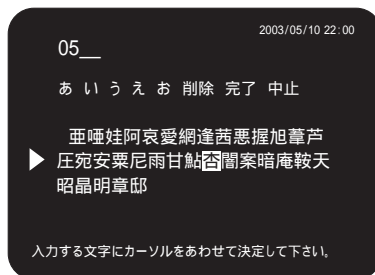 2003/05/10 22:00
05__
あ い う え お 削除 完了 中止
亜唖娃阿哀愛網逢茜悪握旭葦芦
圧宛安粟尼雨甘鮎杏闇案暗庵鞍天
昭晶明章邸
入力する文字にカーソルをあわせて決定して下さい。